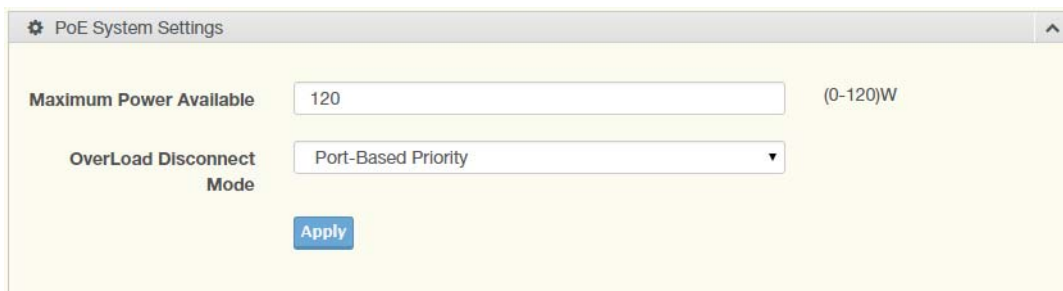 PoE System Settings
Maximum Power Available
120
(0-120)W
OverLoad Disconnect
Mode
Port-Based Priority
Apply